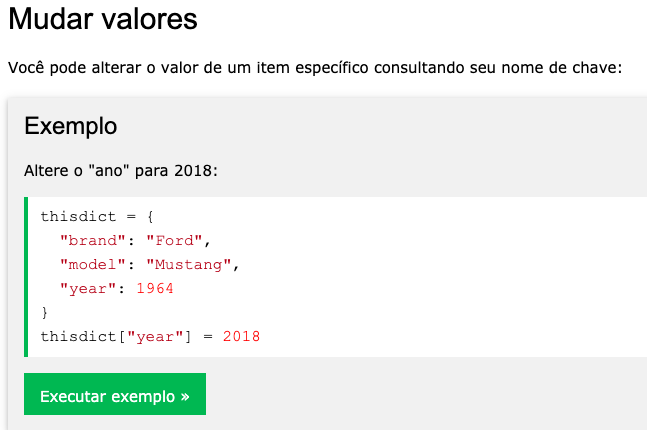 Mudar valores
Você pode alterar o valor de um item específico consultando seu nome de chave:
Exemplo
Altere o "ano" para 2018:
thisdict = {
  "brand": "Ford",
  "model": "Mustang",
  "year": 1964
}
thisdict["year"] = 2018
Executar exemplo »